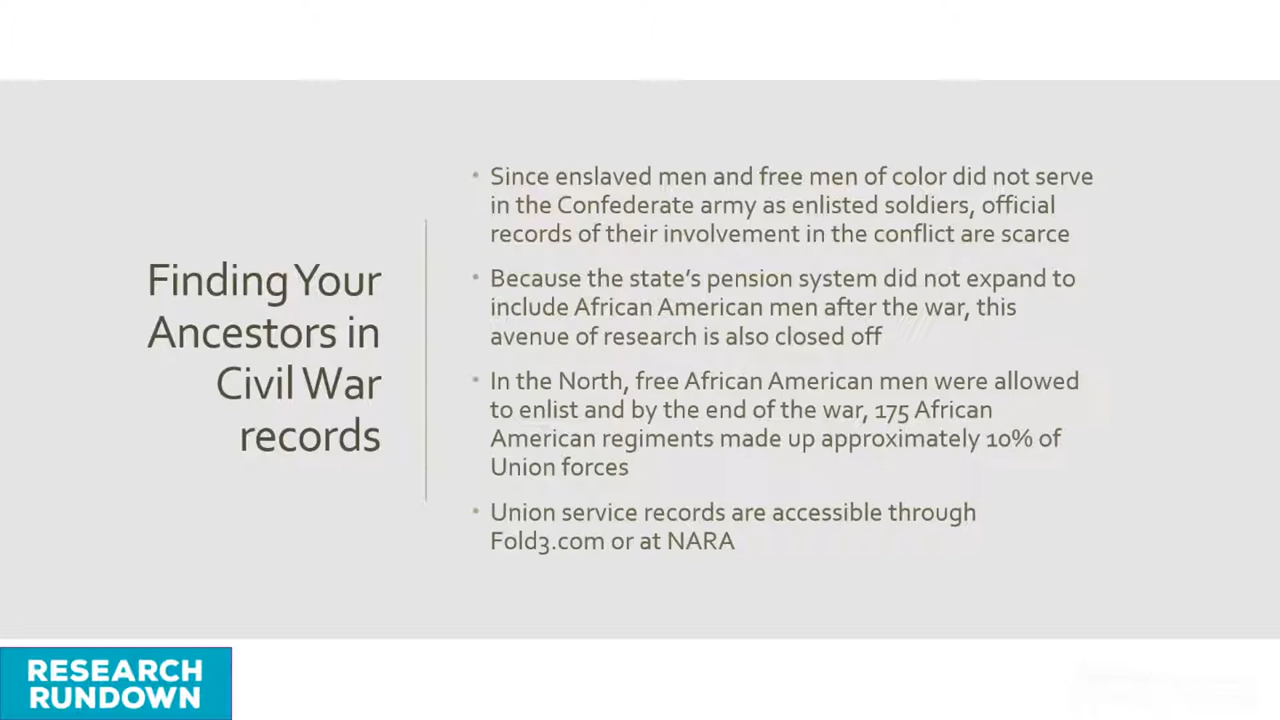 Finding Your
Ancestors in
Civil War
records
• Since enslaved men and free men of color did not serve
in the Confederate army as enlisted soldiers, official
records of their involvement in the conflict are scarce
• Because the state's pension system did not expand to
include African American men after the war, this
avenue of research is also closed off
• In the North, free African American men were allowed
to enlist and by the end of the war, 175 African
American regiments made up approximately 10% of
Union forces
• Union service records are accessible through
Fold3.com or at NARA
RESEARCH
RUNDOWN